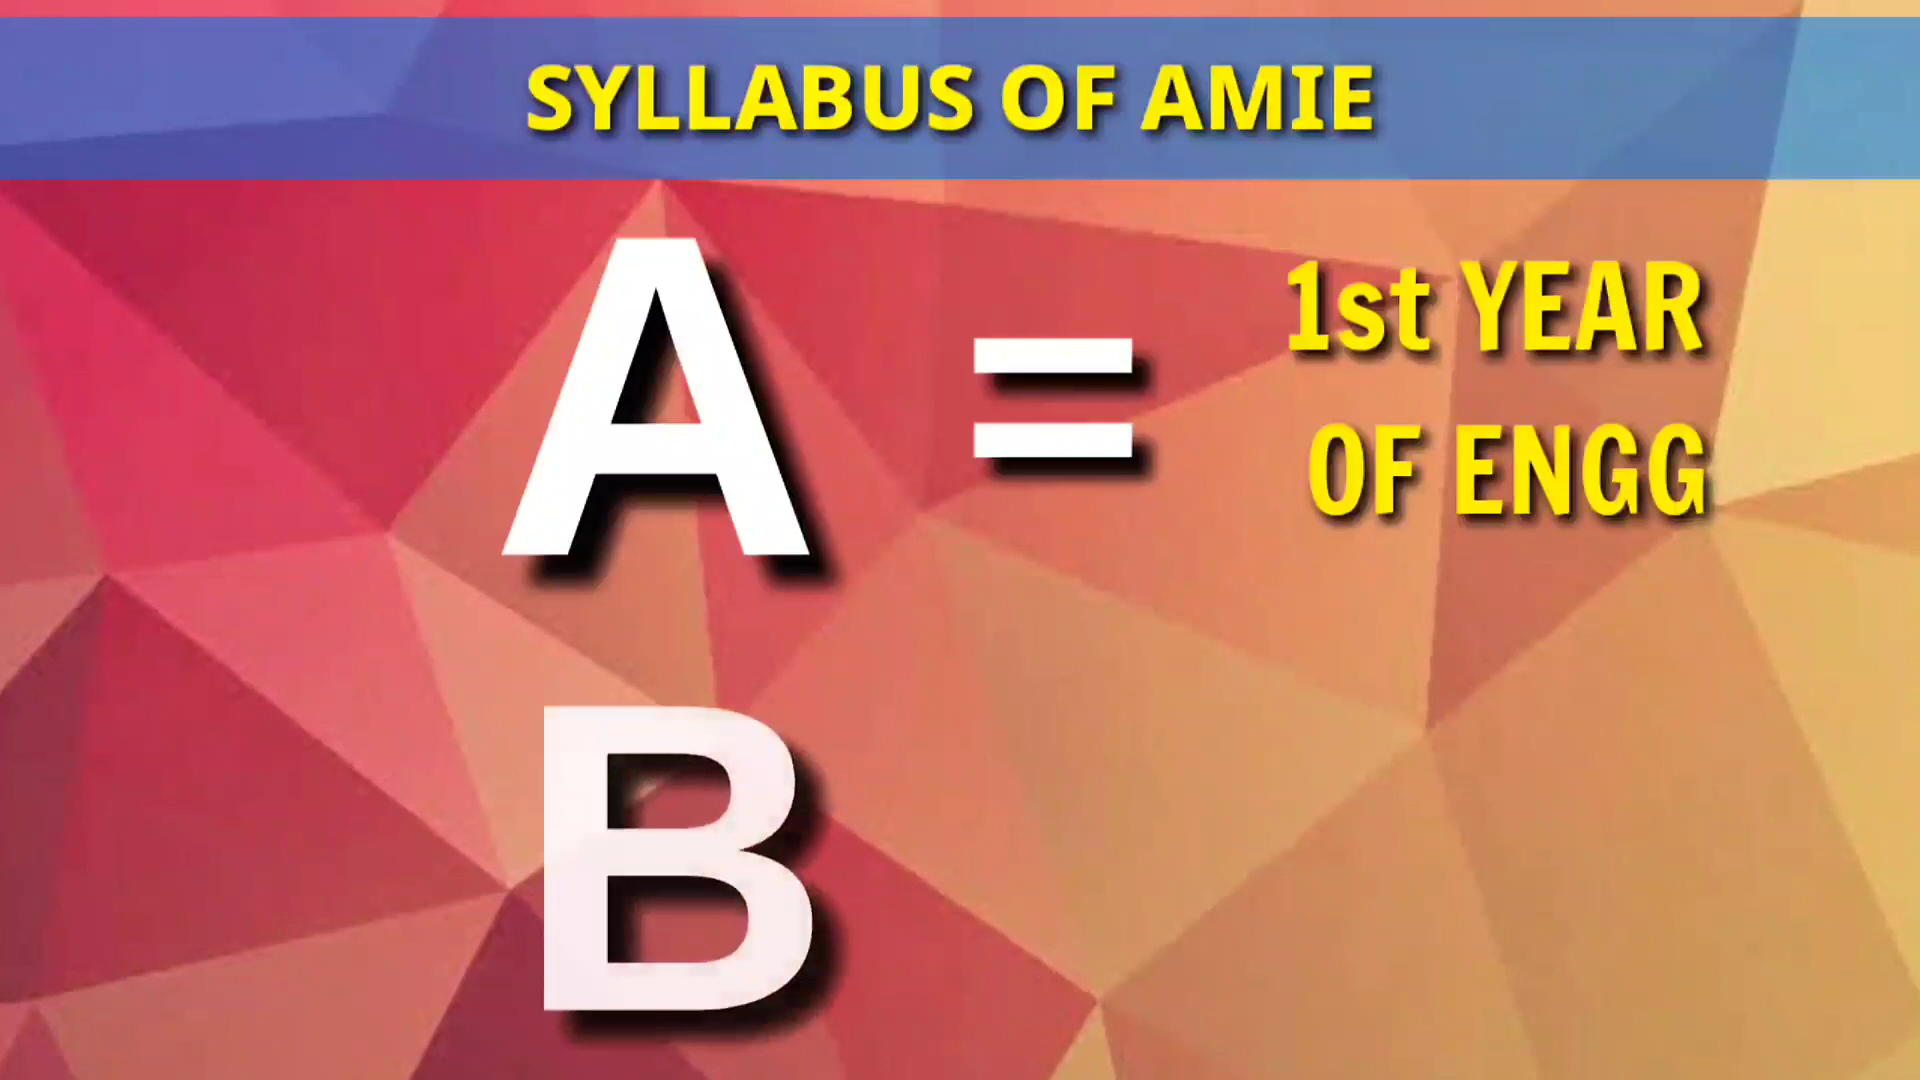 SYLLABUS OF AMIE
A = 1st YEAR
OF ENGG
B